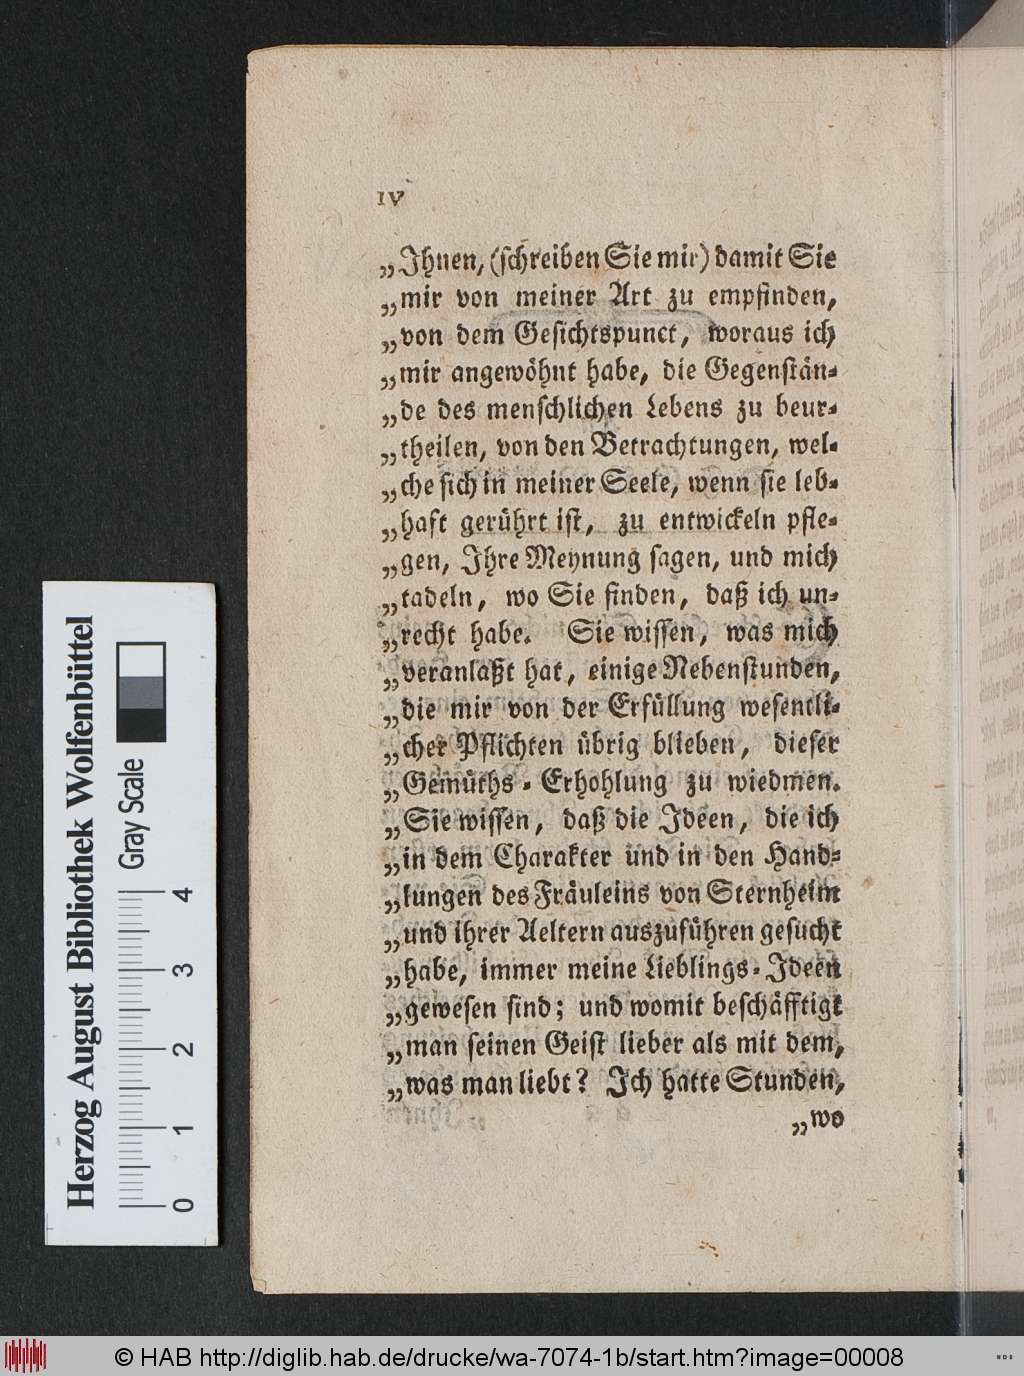 IV
„Ihnen, (schreiben Sie mir) damit Sie
„mir von meiner Art zu empfinden,
„von dem Gesichtspunct, woraus ich
„mir angewöhnt habe, die Gegenstän-
„de des menschlichen Lebens zu beur-
„theilen, von den Betrachtungen, wel-
„che sich in meiner Seele, wenn sie leb-
„haft gerührt ist, zu entwickeln pfle-
„gen, Ihre Meynung sagen, und mich
„tadeln, wo Sie finden, daß ich un-
„recht habe. Sie wissen, was mich
„veranlaßt hat, einige Nebenstunden,
„die mir von der Erfüllung wesentli-
„cher Pflichten übrig blieben, dieser
„Gemüths-Erhohlung zu wiedmen.
„Sie wissen, daß die Ideen, die ich
„in dem Charakter und in den Hand-
„lungen des Fräuleins von Sternheim
„und ihrer Aeltern auszuführen gesucht
„habe, immer meine Lieblings-Ideen
„gewesen sind; und womit beschäfftigt
„man seinen Geist lieber als mit dem,
„was man liebt? Ich hatte Stunden,
„wo
Herzog August Bibliothek Wolfenbüttel
Gray Scale
0 1 2 3 4
© HAB http://diglib.hab.de/drucke/wa-7074-1b/start.htm?image=00008